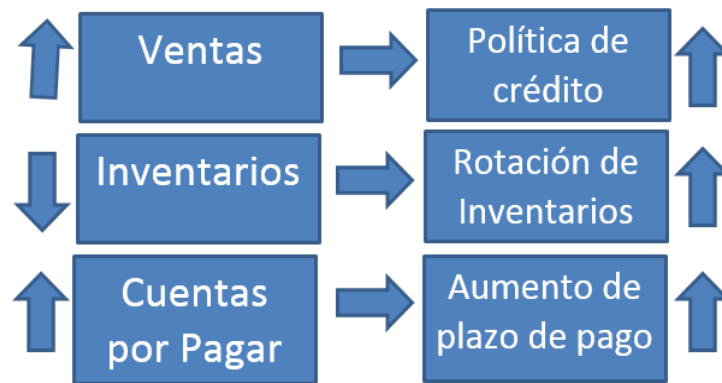 Ventas
Política de
crédito
Inventarios
Rotación de
Inventarios
Cuentas
por Pagar
Aumento de
plazo de pago